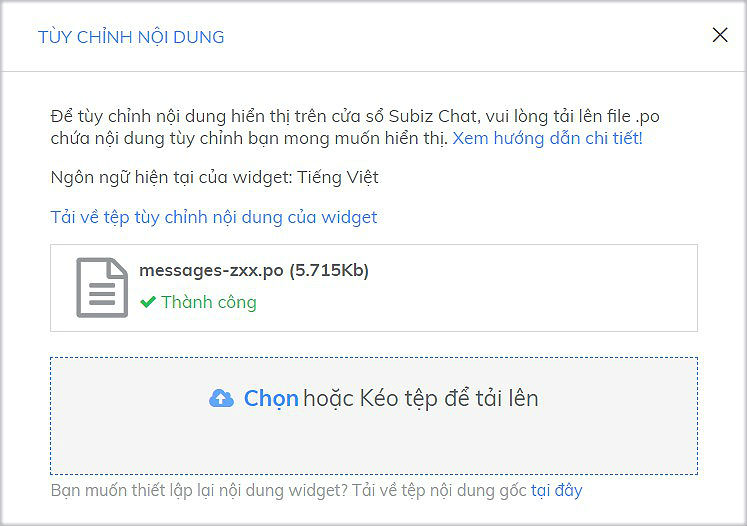 TÙY CHỈNH NỘI DUNG
Để tùy chỉnh nội dung hiển thị trên cửa sổ Subiz Chat, vui lòng tải lên file .po
chứa nội dung tùy chỉnh bạn mong muốn hiển thị. Xem hướng dẫn chi tiết!
Ngôn ngữ hiện tại của widget: Tiếng Việt
Tải về tệp tùy chỉnh nội dung của widget
messages-zxx.po (5.715Kb)
Thành công
Chọn hoặc Kéo tệp để tải lên
Bạn muốn thiết lập lại nội dung widget? Tải về tệp nội dung gốc tại đây